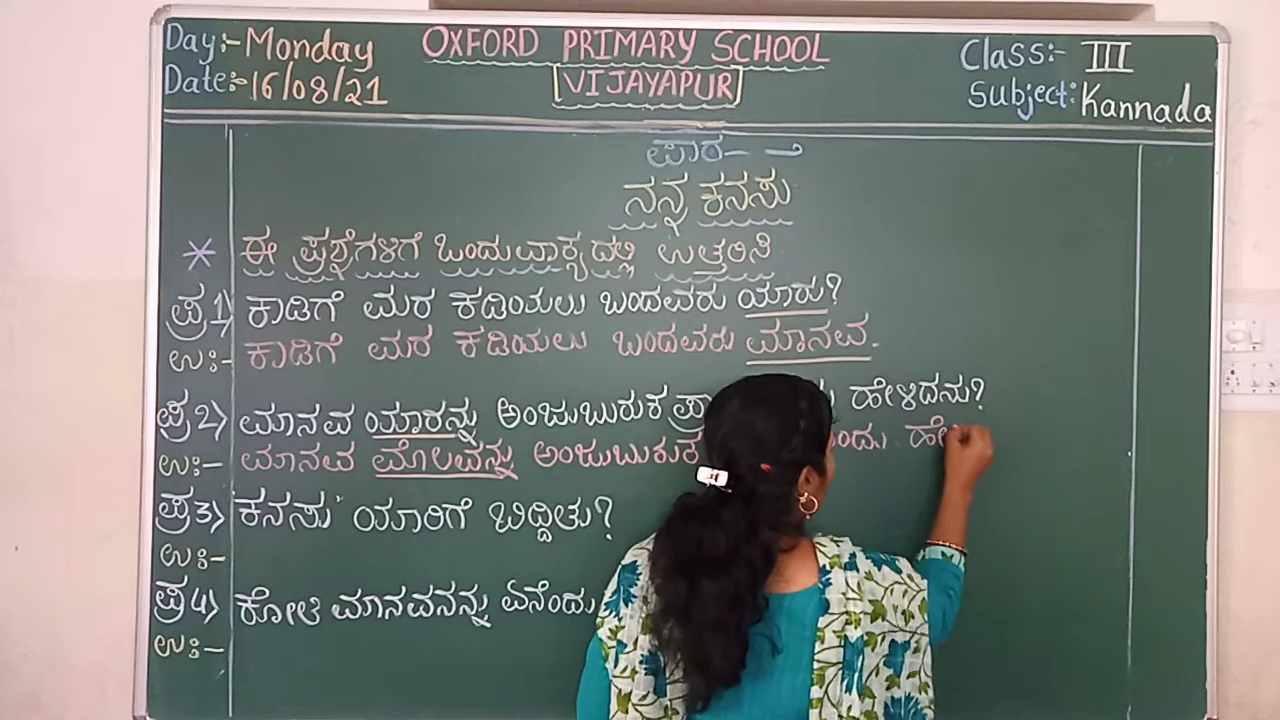 Day:- Monday
OXFORD PRIMARY SCHOOL
Class:- III
Date:- 16/08/21
VIJAYAPUR
Subject: Kannada
ಪಾಠ-
ನನ್ನ ಕನಸು
* ಈ ಪ್ರಶ್ನೆಗಳಿಗೆ ಒಂದುವಾಕ್ಯದಲ್ಲಿ ಉತ್ತರಿಸಿ
ಪ್ರ1) ಕಾಡಿಗೆ ಮರ ಕಡಿಯಲು ಬಂದವರು ಯಾರು?
ಉ:- ಕಾಡಿಗೆ ಮರ ಕಡಿಯಲು ಬಂದವರು ಮಾನವ.
ಪ್ರ2) ಮಾನವ ಯಾರನ್ನು ಅಂಜುಬುರುಕ ಹೇಳಿದನು?
ಉ:- ಮಾನವ ಮೊಲವನ್ನು ಅಂಜುಬುಕುರ
ಪ್ರ3) 'ಕನಸು' ಯಾರಿಗೆ ಬಿದ್ದಿತು?
ಉ:-
ಪ್ರ4) ಕೋತಿ ಮಾನವನನ್ನು ಏನೆಂದು
ಉ:-